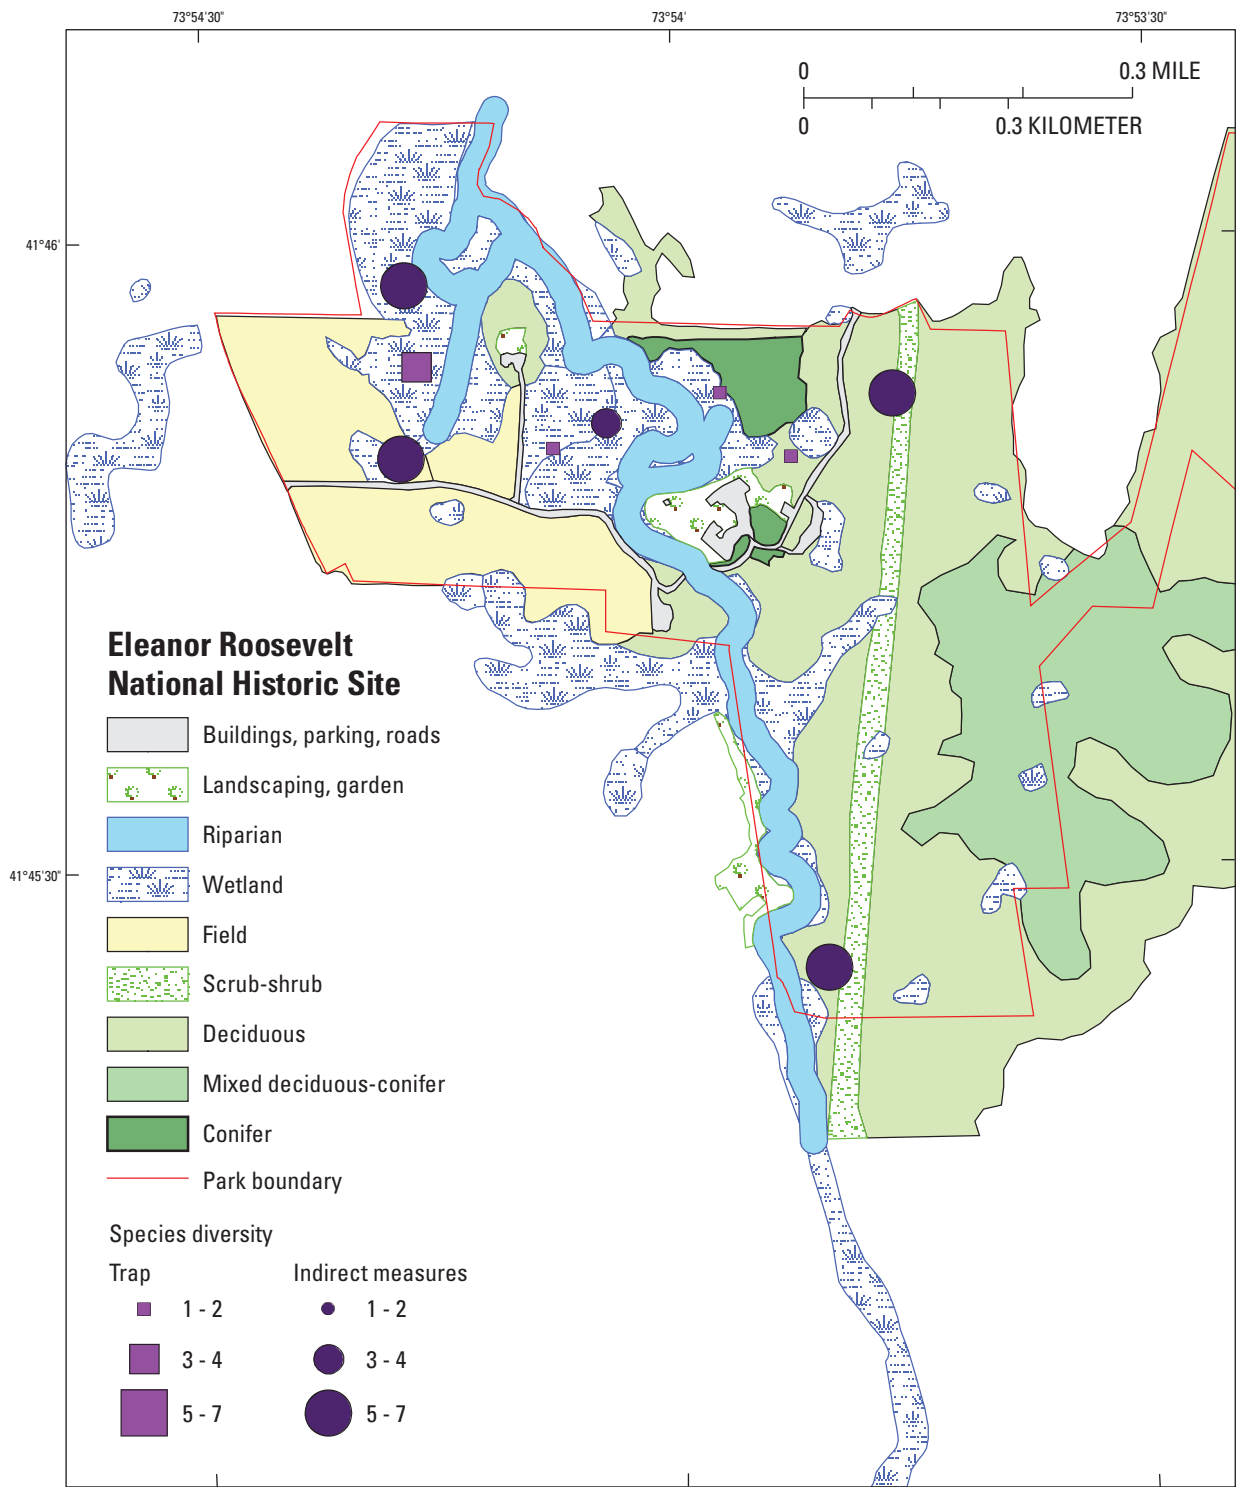 73°54'30"
73°54'
73°53'30"
0
0.3 MILE
0
0.3 KILOMETER
41°46'
41°45'30"
Eleanor Roosevelt
National Historic Site
Buildings, parking, roads
Landscaping, garden
Riparian
Wetland
Field
Scrub-shrub
Deciduous
Mixed deciduous-conifer
Conifer
Park boundary
Species diversity
Trap
Indirect measures
1 - 2
1 - 2
3 - 4
3 - 4
5 - 7
5 - 7